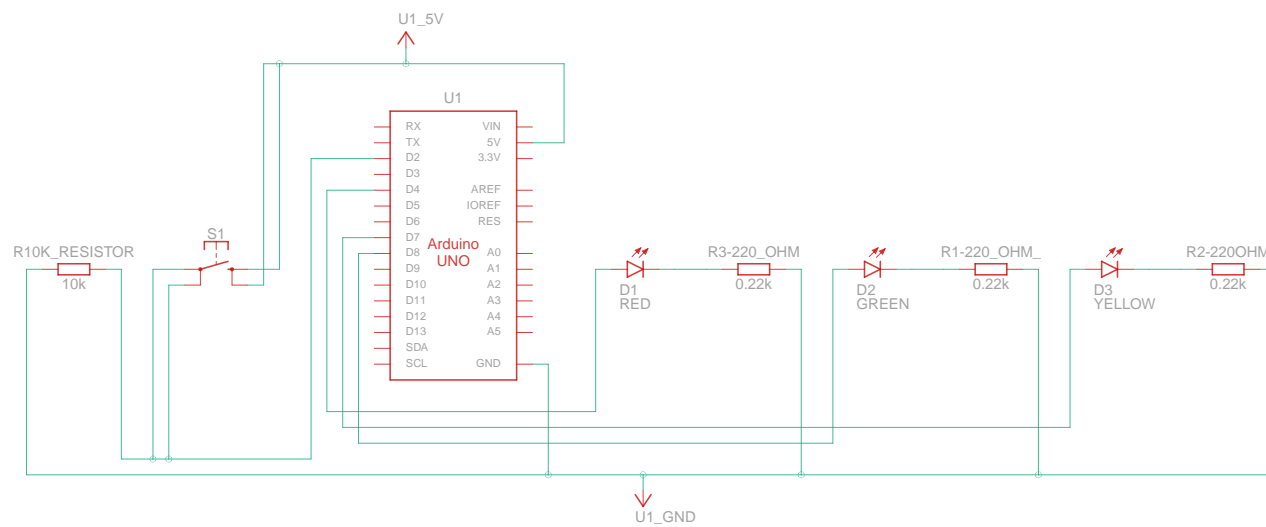 U1_5V
U1
RX
TX
D2
D3
D4
D5
D6
D7
D8
D9
D10
D11
D12
D13
SDA
SCL
VIN
5V
3.3V
AREF
IOREF
RES
A0
A1
A2
A3
A4
A5
GND
Arduino
UNO
R10K_RESISTOR
10k
S1
D1
RED
R3-220_OHM
0.22k
D2
GREEN
R1-220_OHM_
0.22k
D3
YELLOW
R2-220OHM
0.22k
U1_GND